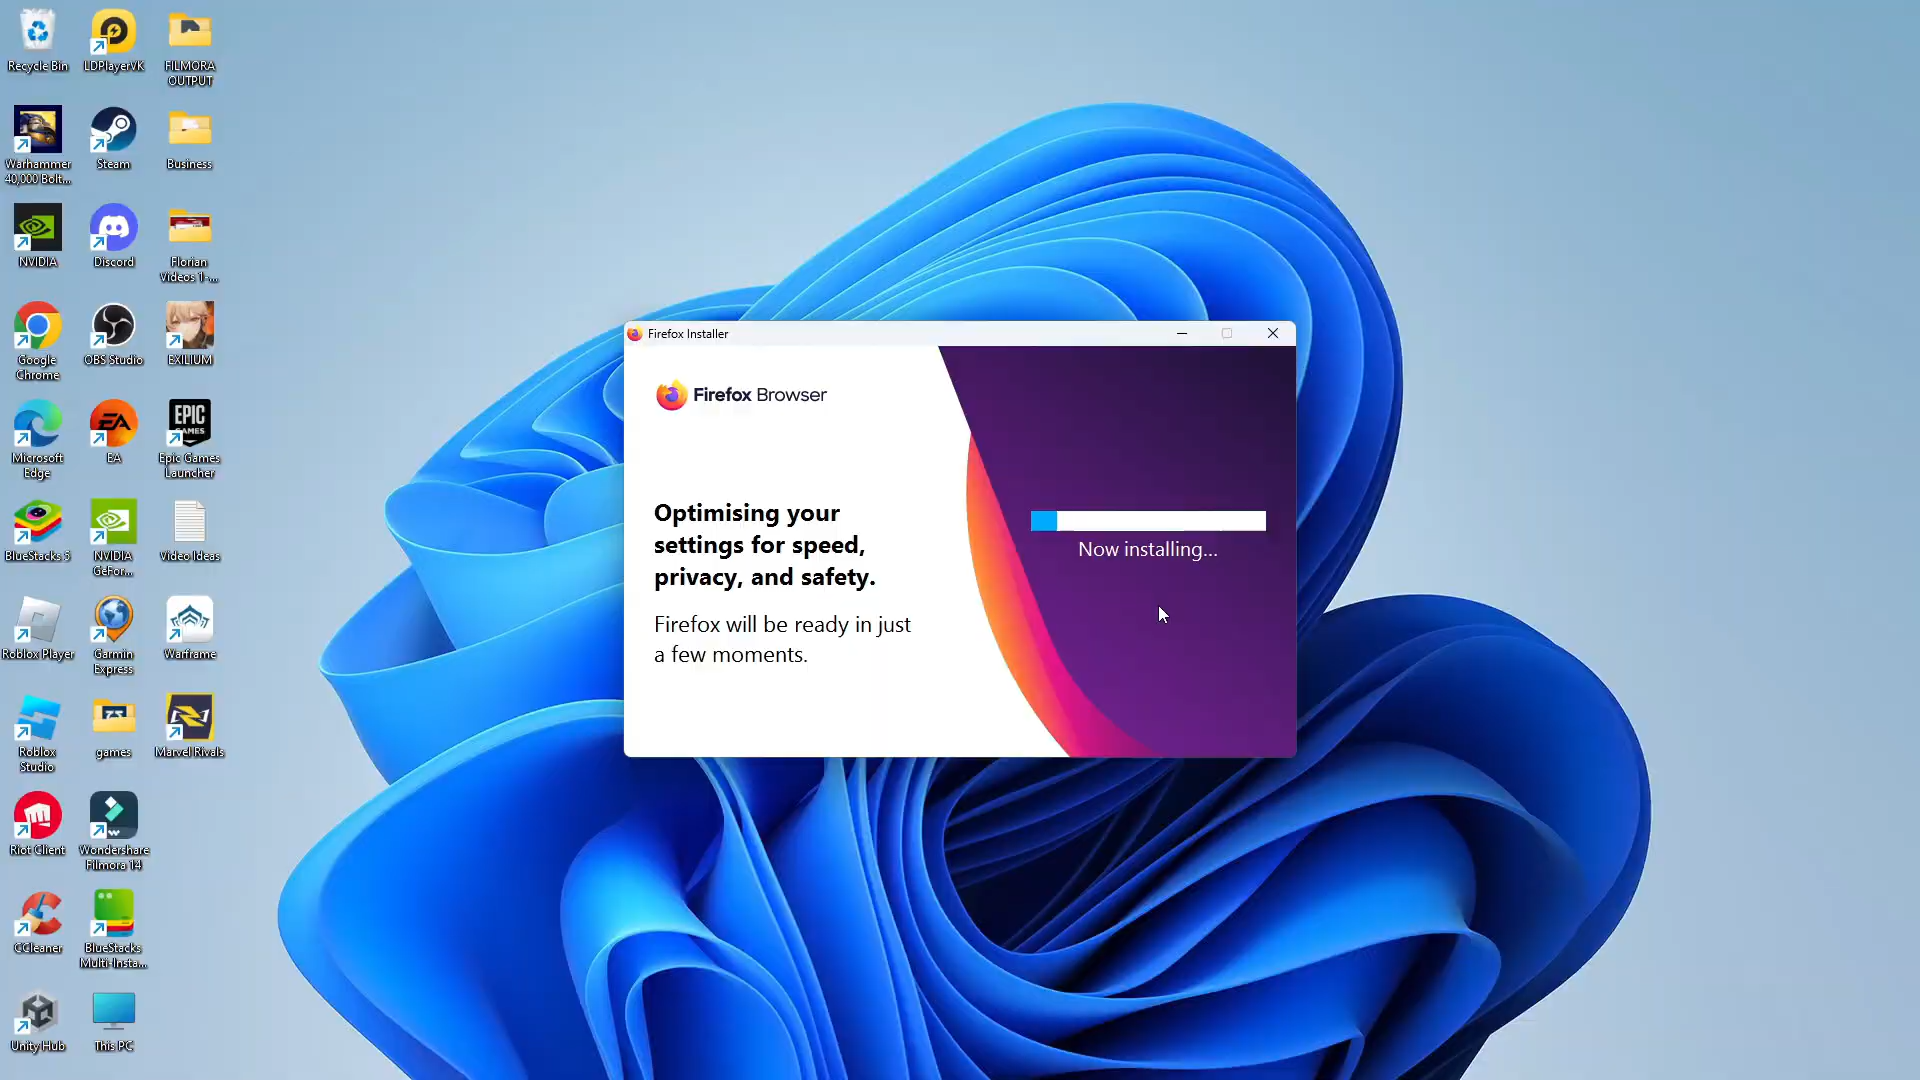 Recycle Bin
LDPlayerVK
FILMORA
OUTPUT
Warhammer
40,000 Bolt...
Steam
Business
NVIDIA
Discord
Florian
Videos 1-...
Google
Chrome
OBS Studio
EXILIUM
Microsoft
Edge
EA
EA
EPIC
GAMES
Epic Games
Launcher
BlueStacks 5
NVIDIA
GeFor...
Video Ideas
Roblox Player
Garmin
Express
Warframe
Roblox
Studio
games
Marvel Rivals
Riot Client
Wondershare
Filmora 14
CCleaner
BlueStacks
Multi-Insta...
Unity Hub
This PC
Firefox Installer
Firefox Browser
Optimising your
settings for speed,
privacy, and safety.
Firefox will be ready in just
a few moments.
Now installing...